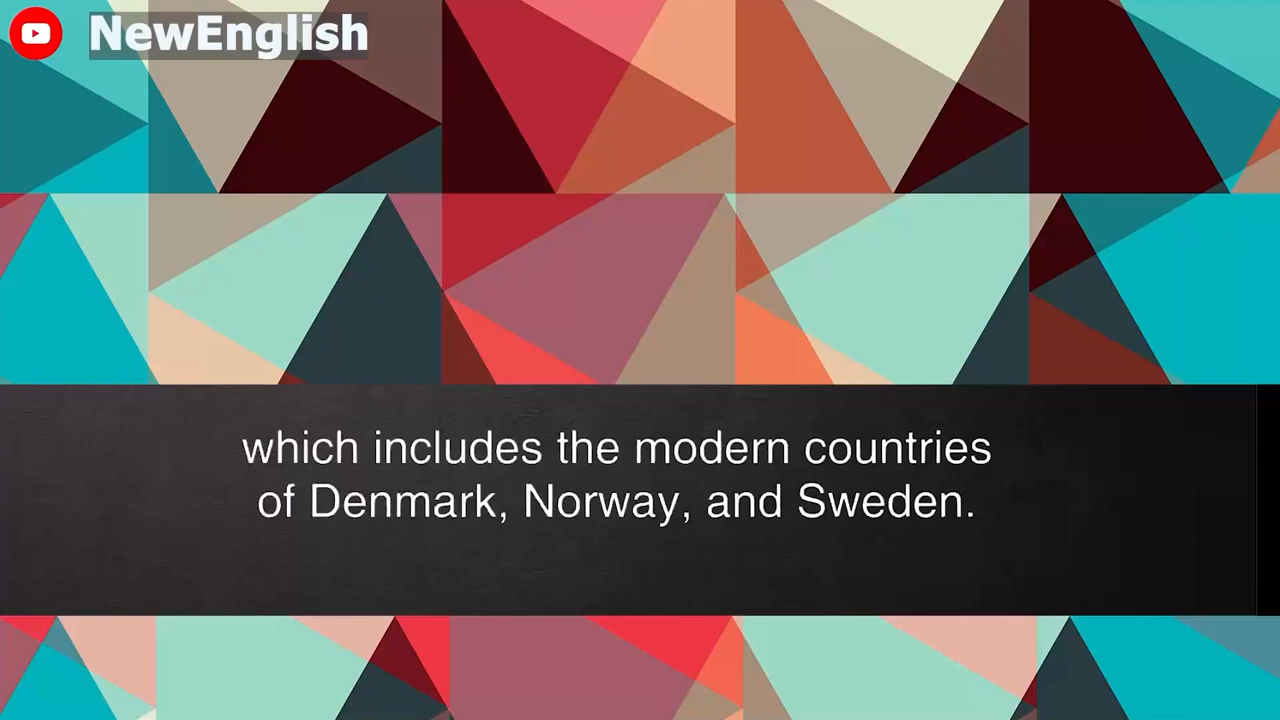 NewEnglish
which includes the modern countries
of Denmark, Norway, and Sweden.